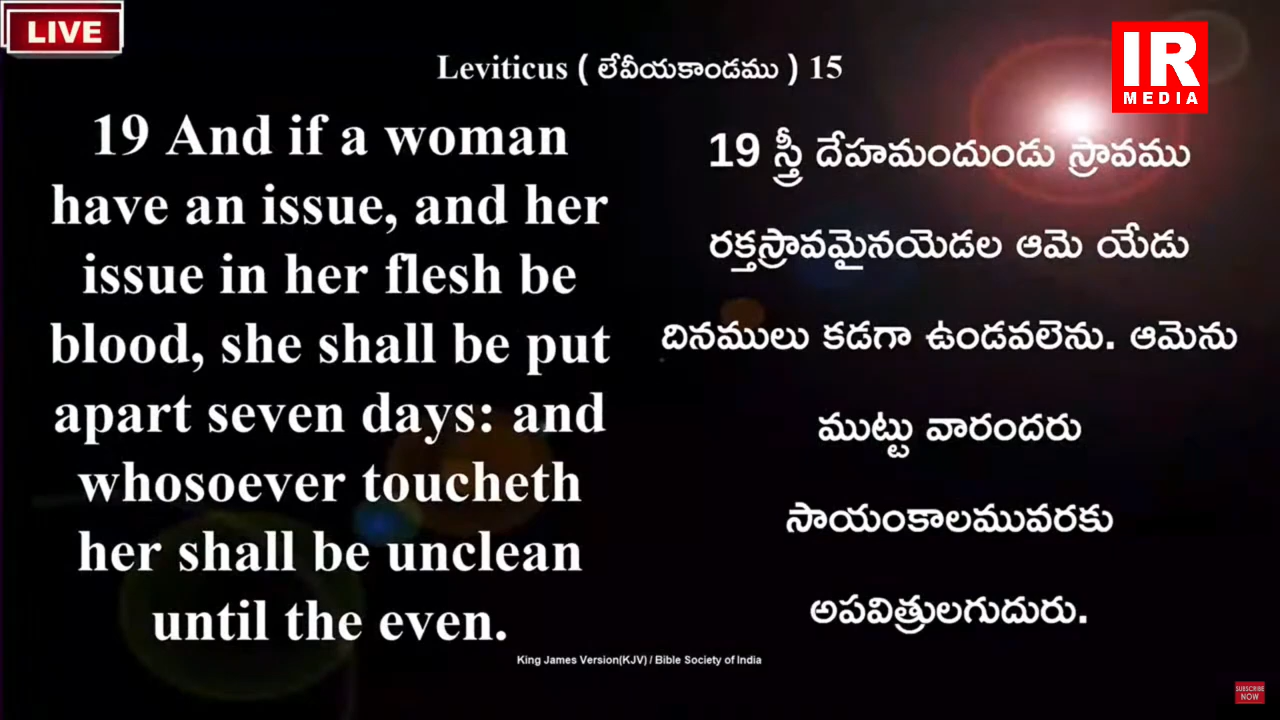 LIVE
IR
MEDIA
Leviticus ( లేవీయకాండము ) 15
19 And if a woman
have an issue, and her
issue in her flesh be
blood, she shall be put
apart seven days: and
whosoever toucheth
her shall be unclean
until the even.
19 స్త్రీ దేహమందుండు స్రావము
రక్తస్రావమైనయెడల ఆమె యేడు
దినములు కడగా ఉండవలెను. ఆమెను
ముట్టు వారందరు
సాయంకాలమువరకు
అపవిత్రులగుదురు.
King James Version(KJV) / Bible Society of India
SUBSCRIBE
NOW